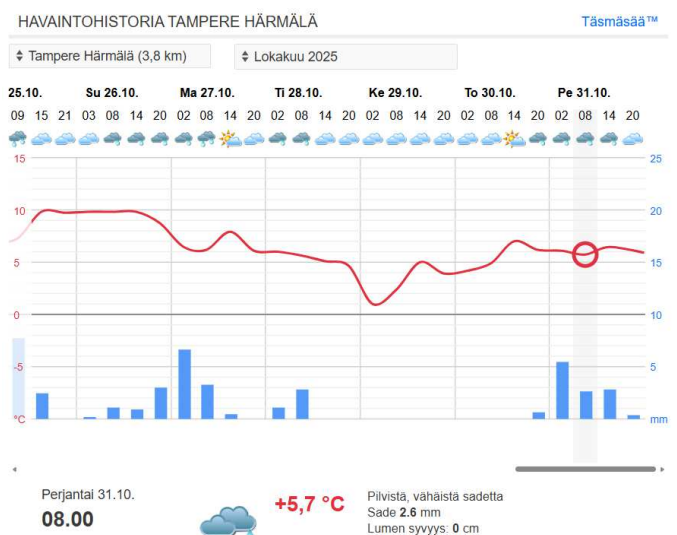 HAVAINTOHISTORIA TAMPERE HÄRMÄLÄ Täsmäsää™
Tampere Härmälä (3,8 km) Lokakuu 2025
25.10. Su 26.10. Ma 27.10. Ti 28.10. Ke 29.10. To 30.10. Pe 31.10.
09 15 21 03 08 14 20 02 08 14 20 02 08 14 20 02 08 14 20 02 08 14 20 02 08 14 20
15 25
10 20
5 15
0 10
-5 5
°C mm
Perjantai 31.10.
08.00
+5,7 °C
Pilvistä, vähäistä sadetta
Sade 2.6 mm
Lumen syvyys: 0 cm